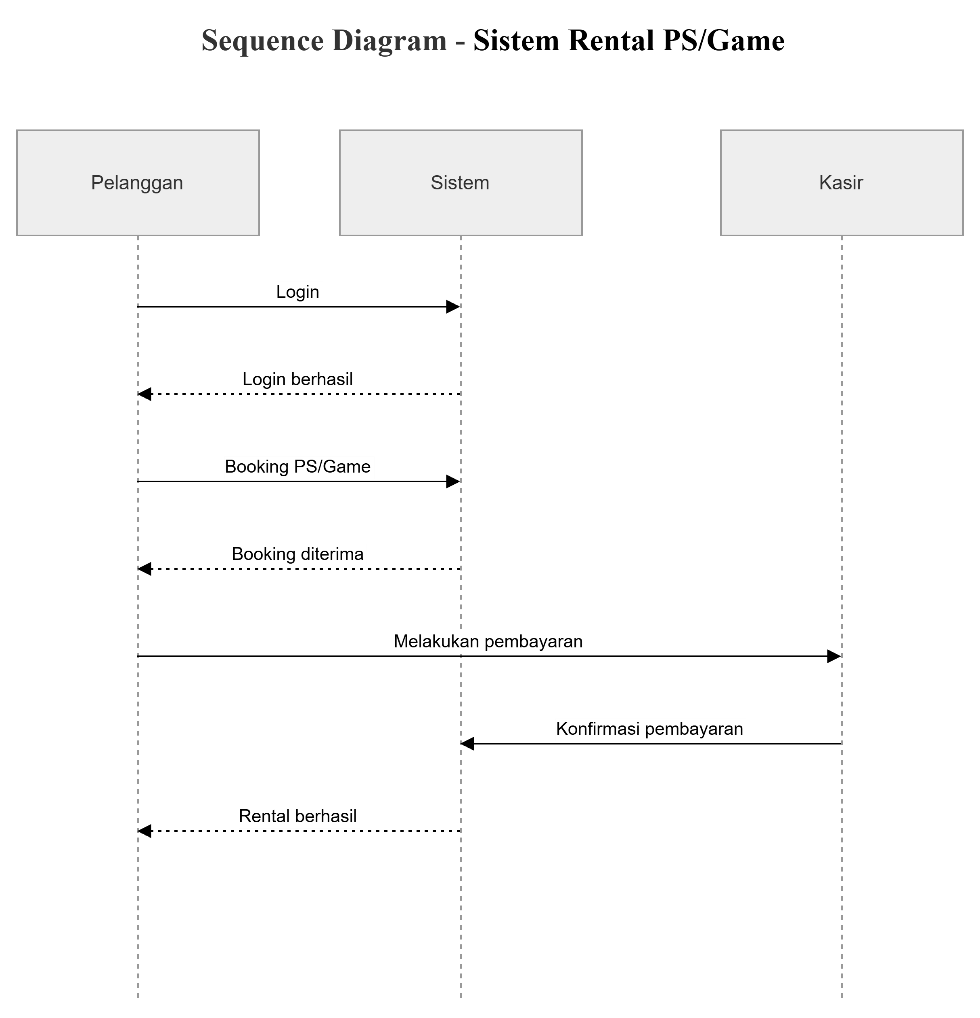 Sequence Diagram - Sistem Rental PS/Game
Pelanggan
Sistem
Kasir
Login
Login berhasil
Booking PS/Game
Booking diterima
Melakukan pembayaran
Konfirmasi pembayaran
Rental berhasil